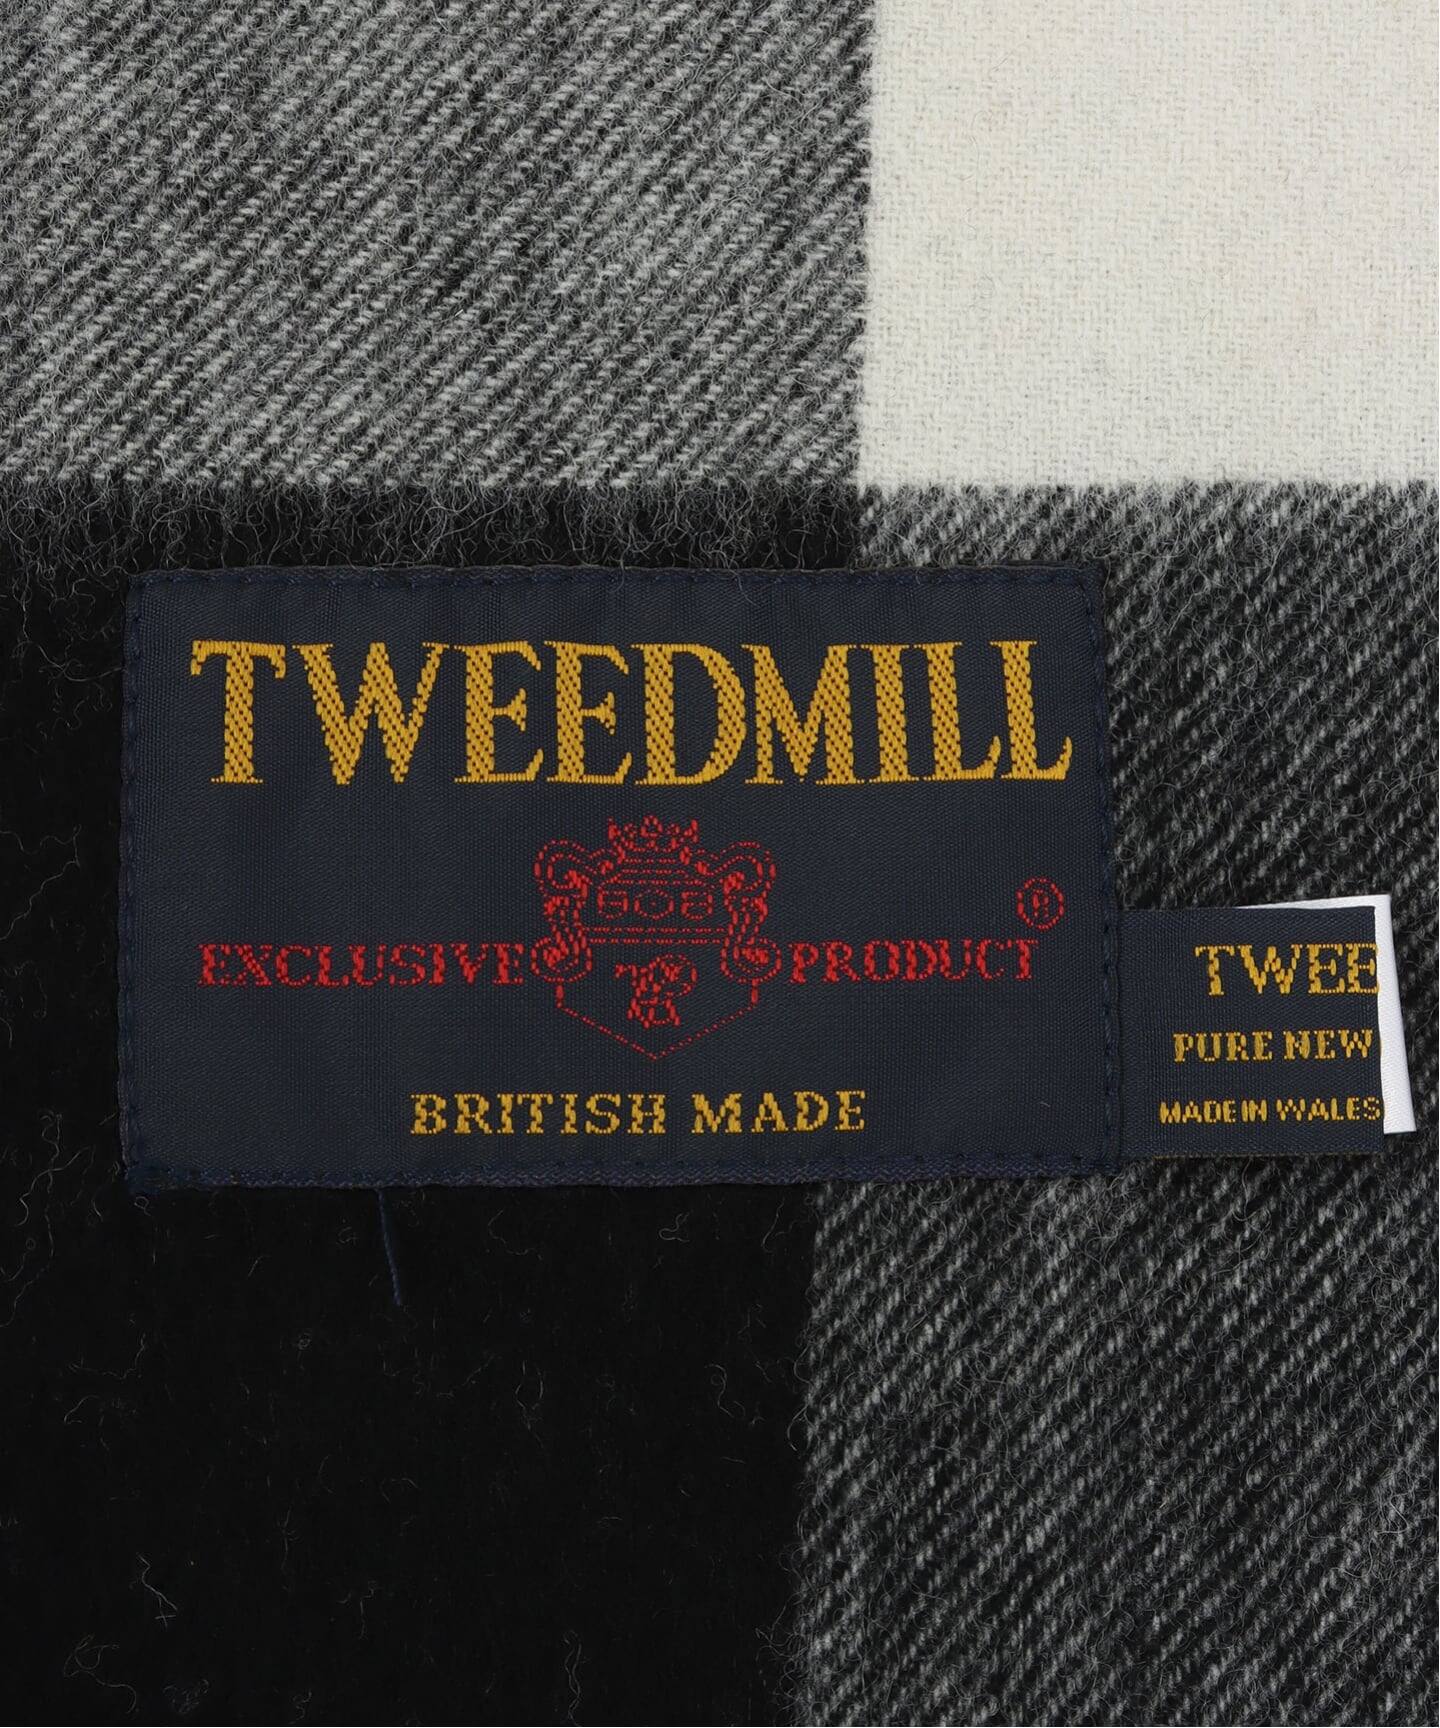 TWEEDMILL
EXCLUSIVE PRODUCT ®
BRITISH MADE
TWEE
PURE NEW
MADE IN WALES